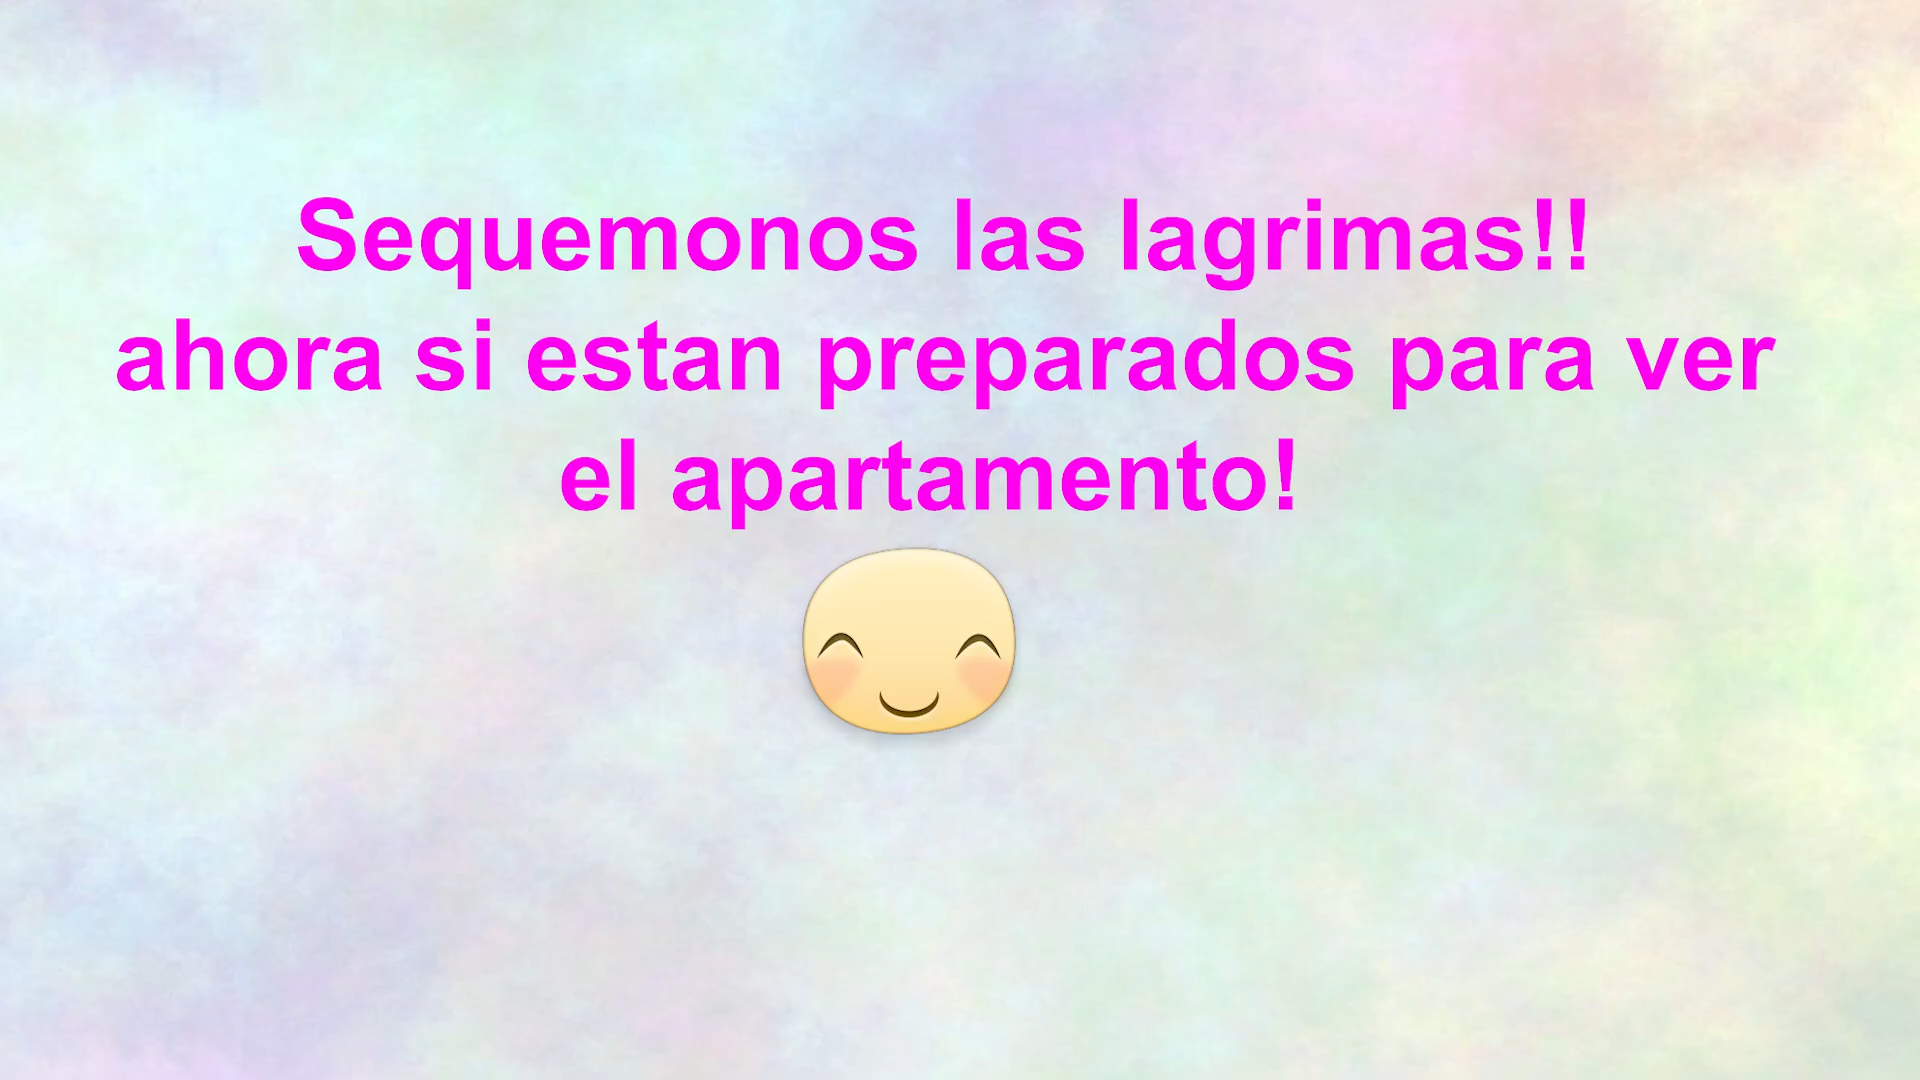 Sequemonos las lagrimas!!
ahora si estan preparados para ver
el apartamento!